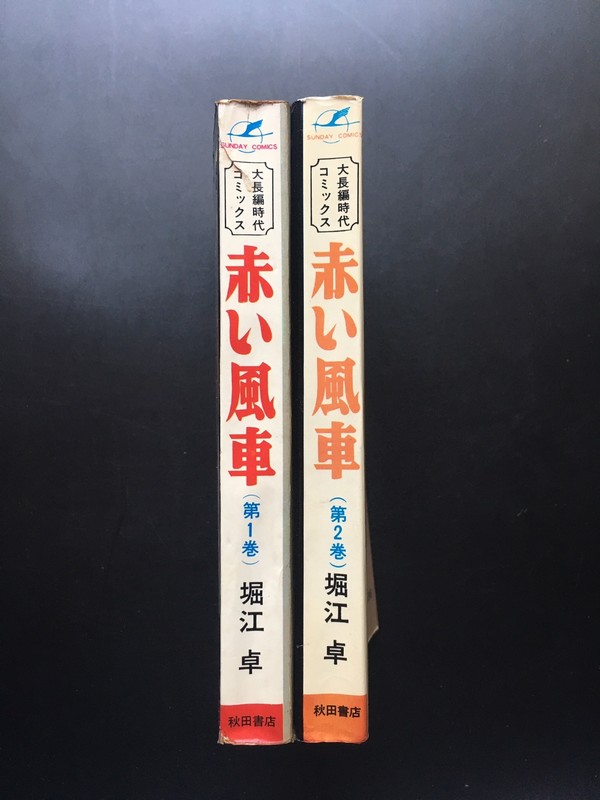 SUNDAY COMICS
大長編時代
コミックス
赤い風車
(第1巻)
堀江卓
秋田書店
SUNDAY COMICS
大長編時代
コミックス
赤い風車
(第2巻)
堀江卓
秋田書店